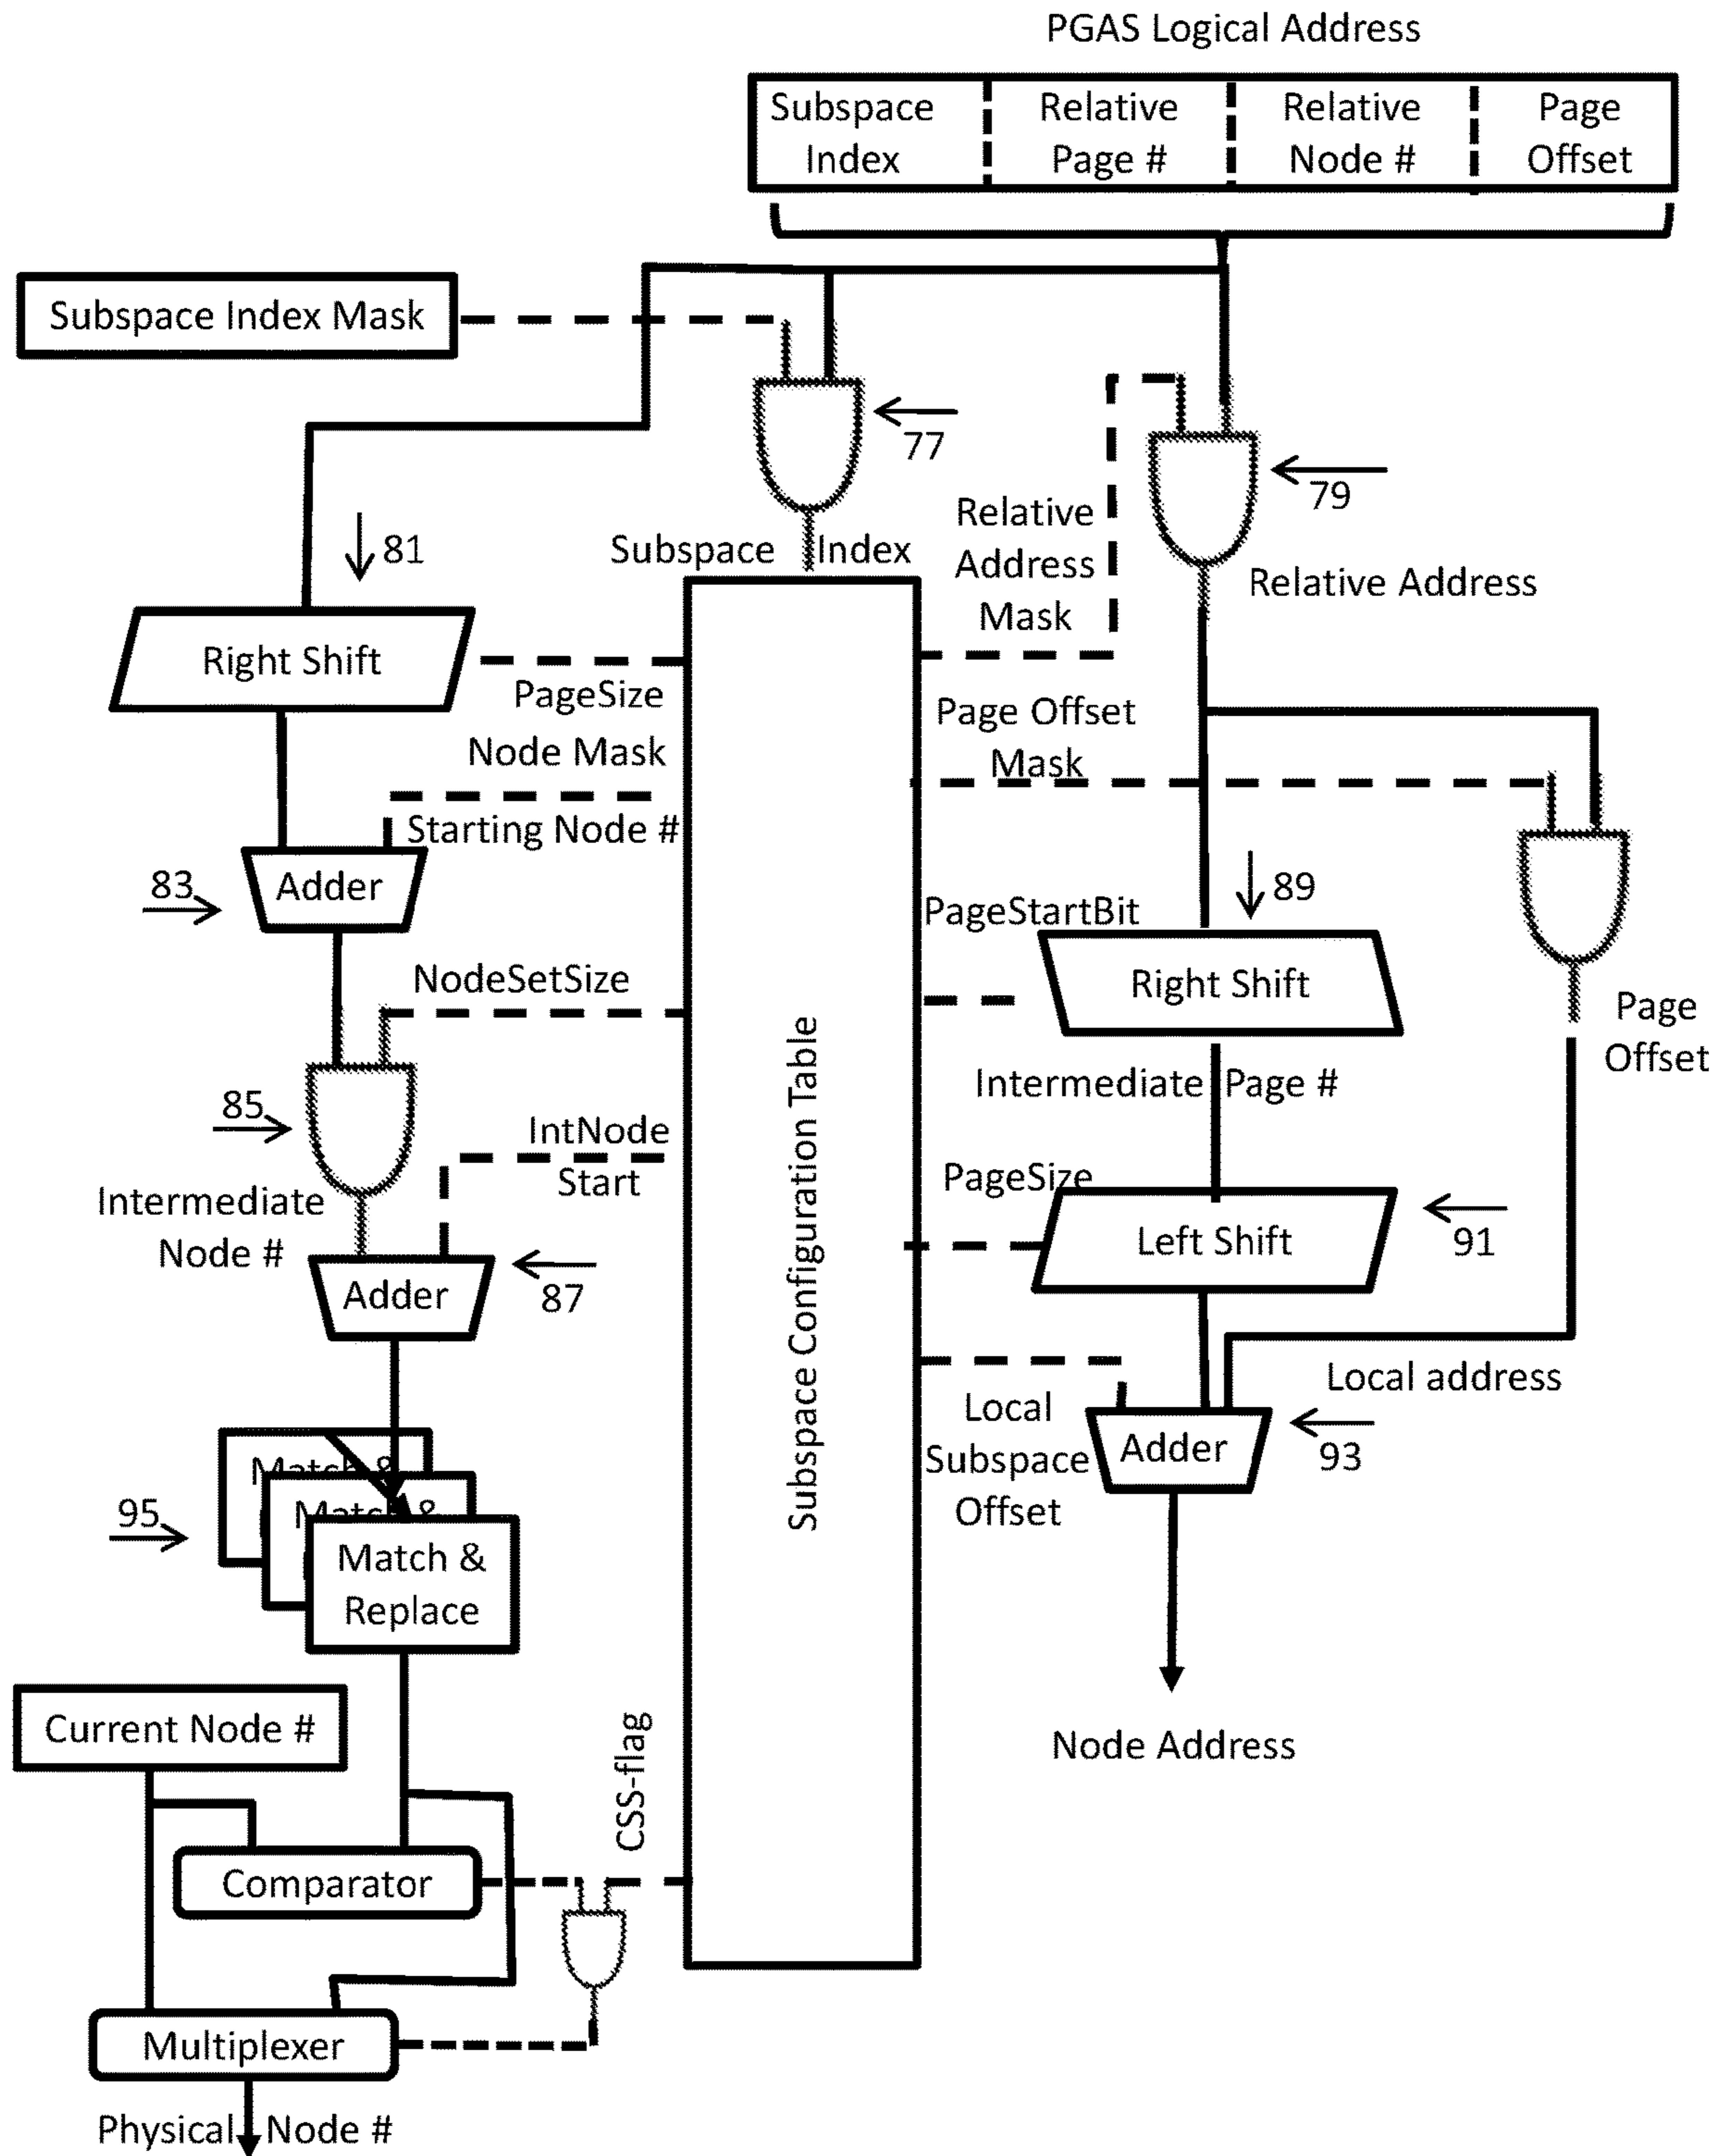 PGAS Logical Address
Subspace Index
Relative Page #
Relative Node #
Page Offset
Subspace Index Mask
77
79
Relative Address Mask
81
Subspace Index
Relative Address
Right Shift
PageSize
Page Offset Mask
Node Mask
Starting Node #
Adder
83
89
PageStartBit
Right Shift
NodeSetSize
Page Offset
Subspace Configuration Table
Intermediate Page #
85
IntNode Start
PageSize
Intermediate Node #
Left Shift
91
Adder
87
Local address
Local Subspace Offset
Adder
93
Match &
Match &
Match & Replace
95
Current Node #
Node Address
CSS-flag
Comparator
Multiplexer
Physical Node #